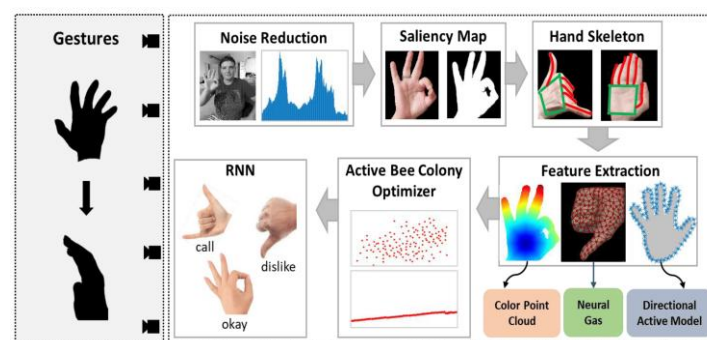 Gestures
Noise Reduction
Saliency Map
Hand Skeleton
RNN
call
dislike
okay
Active Bee Colony
Optimizer
Feature Extraction
Color Point
Cloud
Neural
Gas
Directional
Active Model